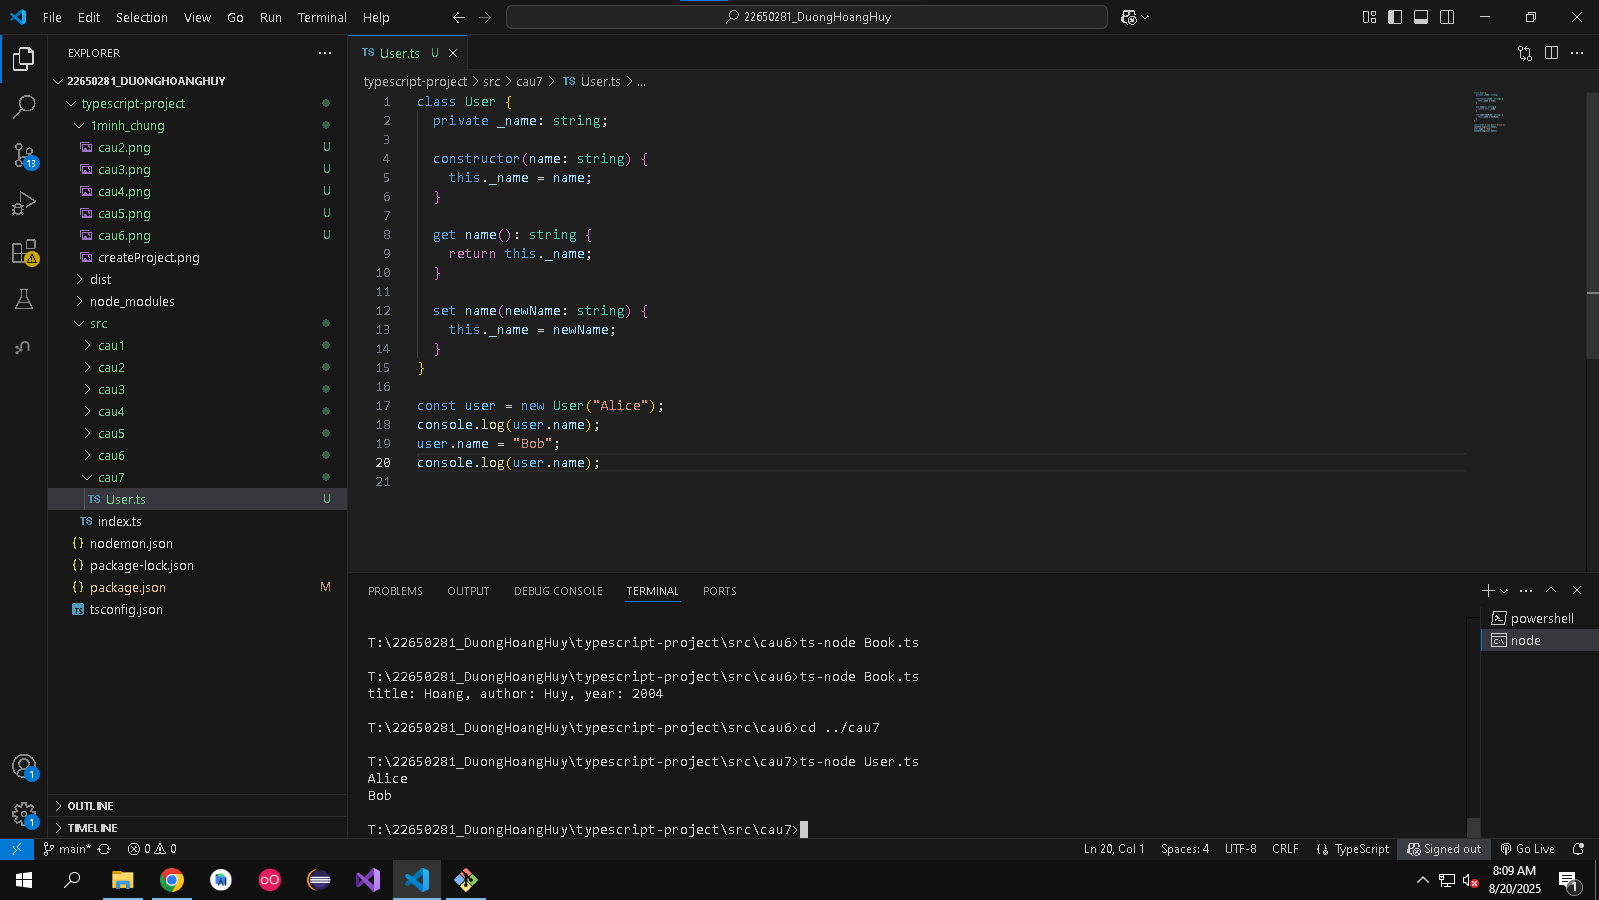 File Edit Selection View Go Run Terminal Help
22650281_DuongHoangHuy
EXPLORER
22650281_DUONGHOANGHUY
typescript-project
1minh_chung
cau2.png U
cau3.png U
cau4.png U
cau5.png U
cau6.png U
createProject.png
dist
node_modules
src
cau1
cau2
cau3
cau4
cau5
cau6
cau7
TS User.ts U
TS index.ts
{} nodemon.json
{} package-lock.json
{} package.json M
TS tsconfig.json
OUTLINE
TIMELINE
13
1
1
TS User.ts U
typescript-project > src > cau7 > TS User.ts > ...
1 class User {
2 private _name: string;
3
4 constructor(name: string) {
5 this._name = name;
6 }
7
8 get name(): string {
9 return this._name;
10 }
11
12 set name(newName: string) {
13 this._name = newName;
14 }
15 }
16
17 const user = new User("Alice");
18 console.log(user.name);
19 user.name = "Bob";
20 console.log(user.name);
21
PROBLEMS OUTPUT DEBUG CONSOLE TERMINAL PORTS
T:\22650281_DuongHoangHuy\typescript-project\src\cau6>ts-node Book.ts
T:\22650281_DuongHoangHuy\typescript-project\src\cau6>ts-node Book.ts
title: Hoang, author: Huy, year: 2004
T:\22650281_DuongHoangHuy\typescript-project\src\cau6>cd ../cau7
T:\22650281_DuongHoangHuy\typescript-project\src\cau7>ts-node User.ts
Alice
Bob
T:\22650281_DuongHoangHuy\typescript-project\src\cau7>
powershell
node
main* 0 0
Ln 20, Col 1 Spaces: 4 UTF-8 CRLF {} TypeScript Signed out Go Live
8:09 AM
8/20/2025
1